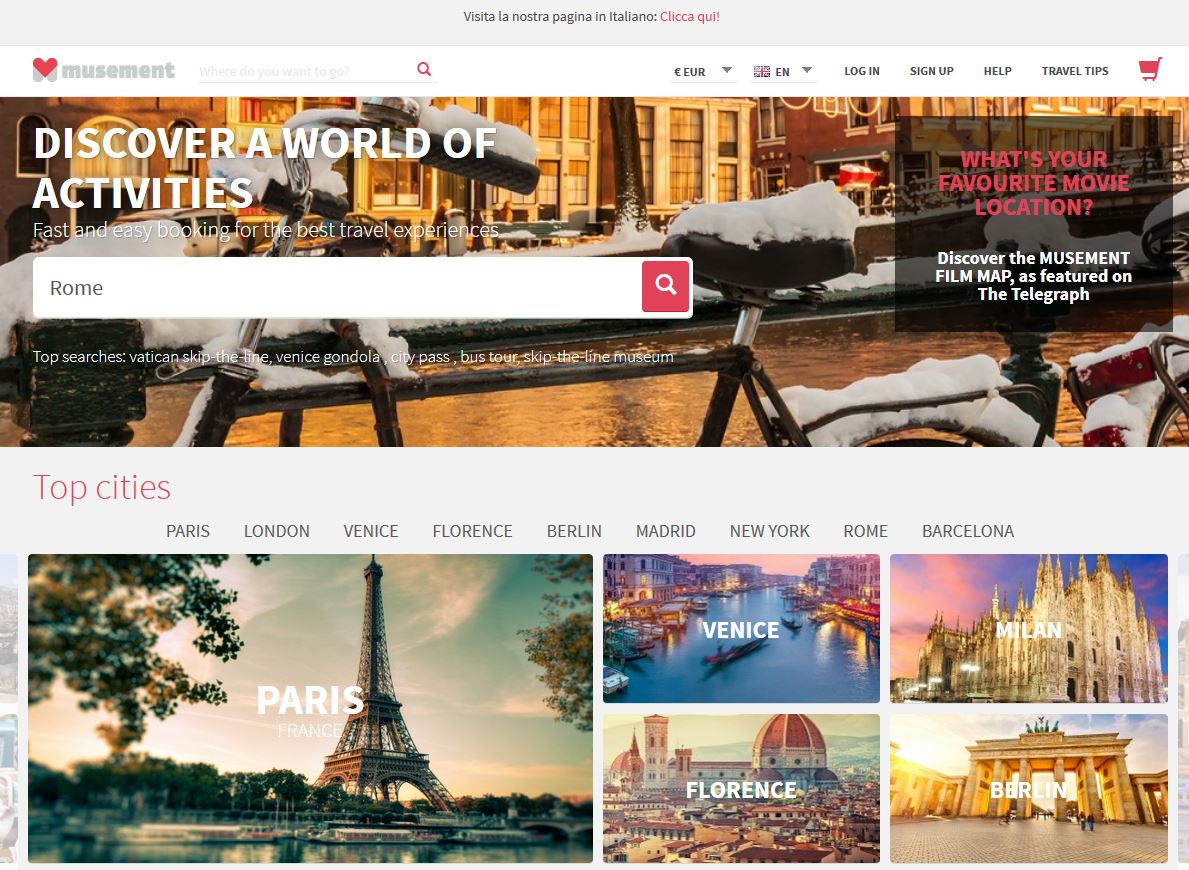 Visita la nostra pagina in Italiano: Clicca qui!
musement
Where do you want to go?
€ EUR
EN
LOG IN
SIGN UP
HELP
TRAVEL TIPS
DISCOVER A WORLD OF
ACTIVITIES
Fast and easy booking for the best travel experiences
Rome
Top searches: vatican skip-the-line, venice gondola , city pass , bus tour, skip-the-line museum
WHAT'S YOUR
FAVOURITE MOVIE
LOCATION?
Discover the MUSEMENT
FILM MAP, as featured on
The Telegraph
Top cities
PARIS LONDON VENICE FLORENCE BERLIN MADRID NEW YORK ROME BARCELONA
PARIS
FRANCE
VENICE
MILAN
FLORENCE
BERLIN